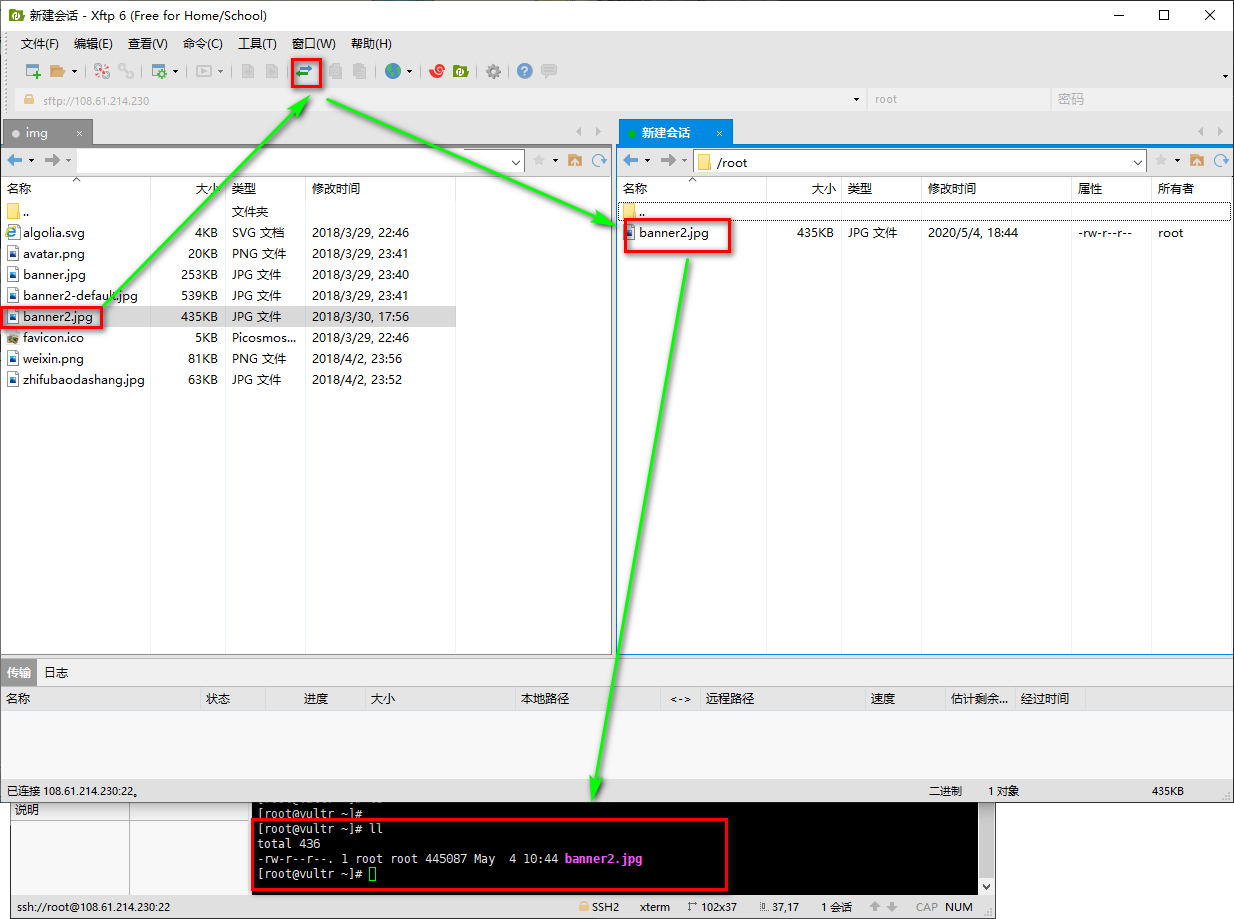 新建会话 - Xftp 6 (Free for Home/School)
文件(F) 编辑(E) 查看(V) 命令(C) 工具(T) 窗口(W) 帮助(H)
sftp://108.61.214.230 root 密码
img × 新建会话 ×
/root
名称 大小 类型 修改时间 名称 大小 类型 修改时间 属性 所有者
.. 文件夹 ..
algolia.svg 4KB SVG 文档 2018/3/29, 22:46 banner2.jpg 435KB JPG 文件 2020/5/4, 18:44 -rw-r--r-- root
avatar.png 20KB PNG 文件 2018/3/29, 23:41
banner.jpg 253KB JPG 文件 2018/3/29, 23:40
banner2-default.jpg 539KB JPG 文件 2018/3/29, 23:41
banner2.jpg 435KB JPG 文件 2018/3/30, 17:56
favicon.ico 5KB Picosmos... 2018/3/29, 22:46
weixin.png 81KB PNG 文件 2018/4/2, 23:56
zhifubaodashang.jpg 63KB JPG 文件 2018/4/2, 23:52
传输 日志
名称 状态 进度 大小 本地路径 <-> 远程路径 速度 估计剩余... 经过时间
已连接 108.61.214.230:22。 二进制 1 对象 435KB
说明
[root@vultr ~]#
[root@vultr ~]# ll
total 436
-rw-r--r--. 1 root root 445087 May  4 10:44 banner2.jpg
[root@vultr ~]#
ssh://root@108.61.214.230:22 SSH2 xterm 102x37 37,17 1 会话 CAP NUM